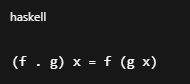 haskell
(f . g) x = f (g x)